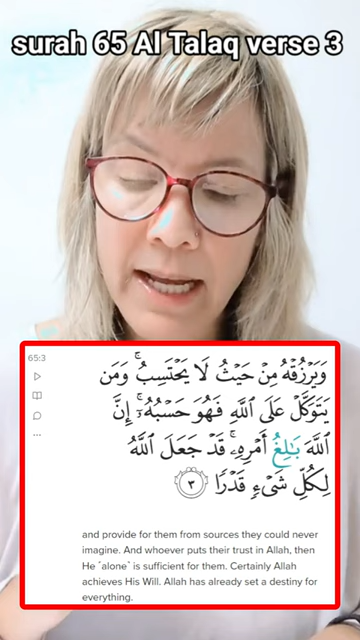 surah 65 Al Talaq verse 3
65:3
وَيَرْزُقْهُ مِنْ حَيْثُ لَا يَحْتَسِبُ ۚ وَمَن
يَتَوَكَّلْ عَلَى ٱللَّهِ فَهُوَ حَسْبُهُۥٓ ۚ إِنَّ
ٱللَّهَ بَـٰلِغُ أَمْرِهِۦ ۚ قَدْ جَعَلَ ٱللَّهُ
لِكُلِّ شَىْءٍ قَدْرًا ٣
and provide for them from sources they could never
imagine. And whoever puts their trust in Allah, then
He ˹alone˺ is sufficient for them. Certainly Allah
achieves His Will. Allah has already set a destiny for
everything.